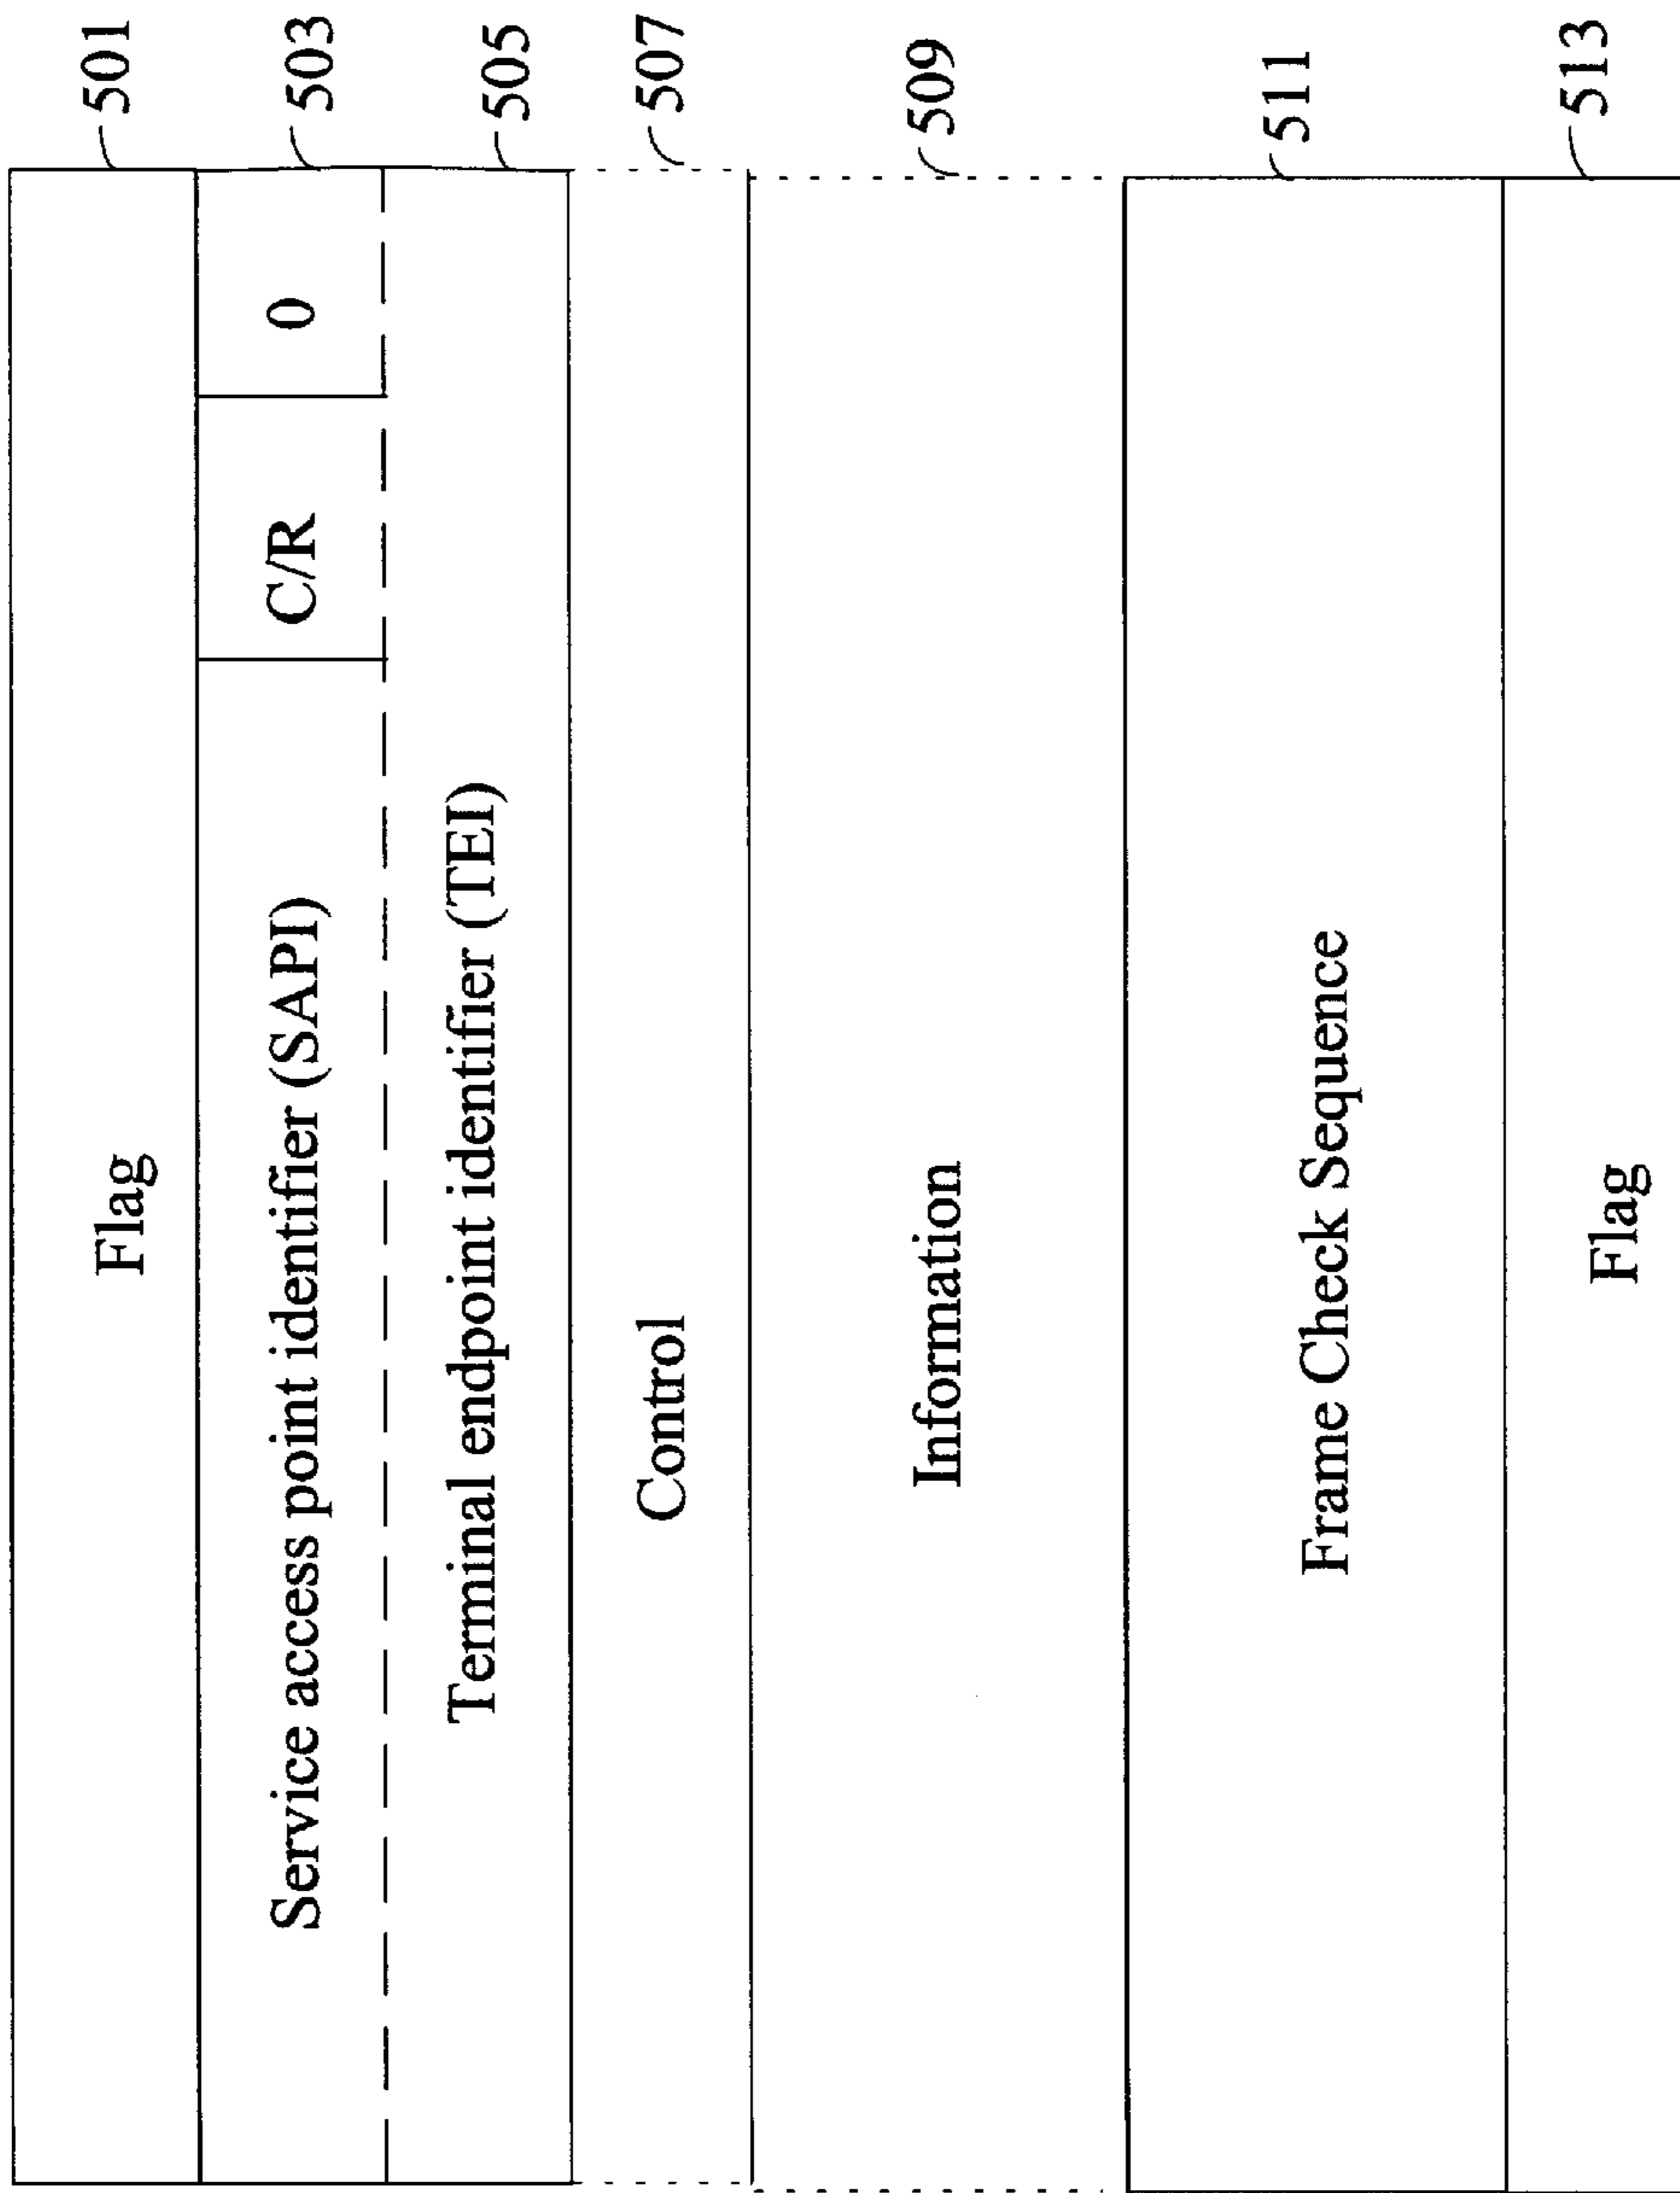 Flag
501
Service access point identifier (SAPI)
C/R
0
503
Terminal endpoint identifier (TEI)
505
Control
507
Information
509
Frame Check Sequence
511
Flag
513